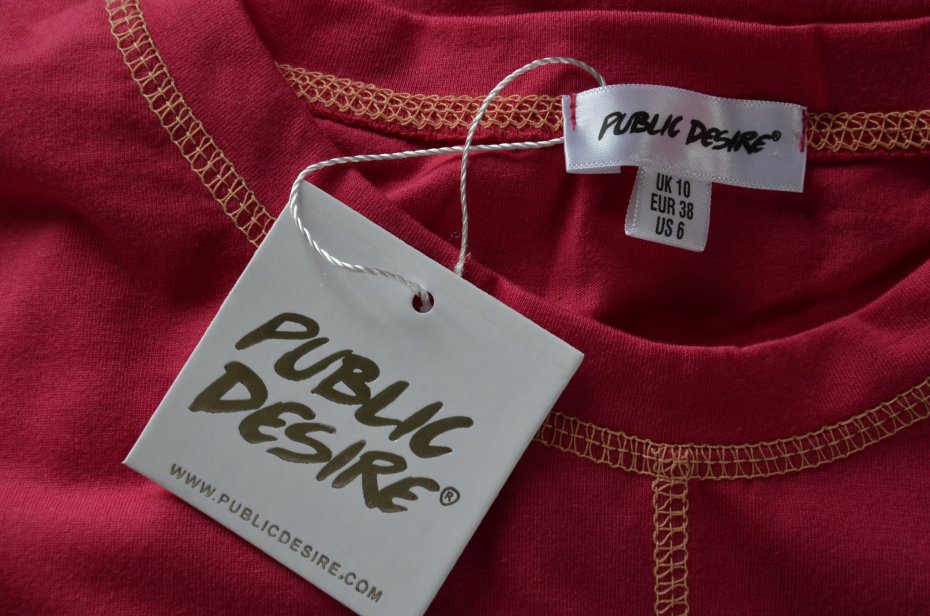 PUBLIC DESIRE®
UK 10
EUR 38
US 6
PUBLIC
DESIRE®
WWW.PUBLICDESIRE.COM